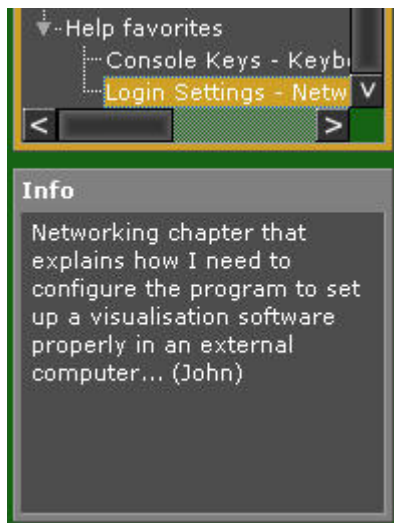 Help favorites
Console Keys - Keyb
Login Settings - Netw
Info
Networking chapter that
explains how I need to
configure the program to set
up a visualisation software
properly in an external
computer... (John)